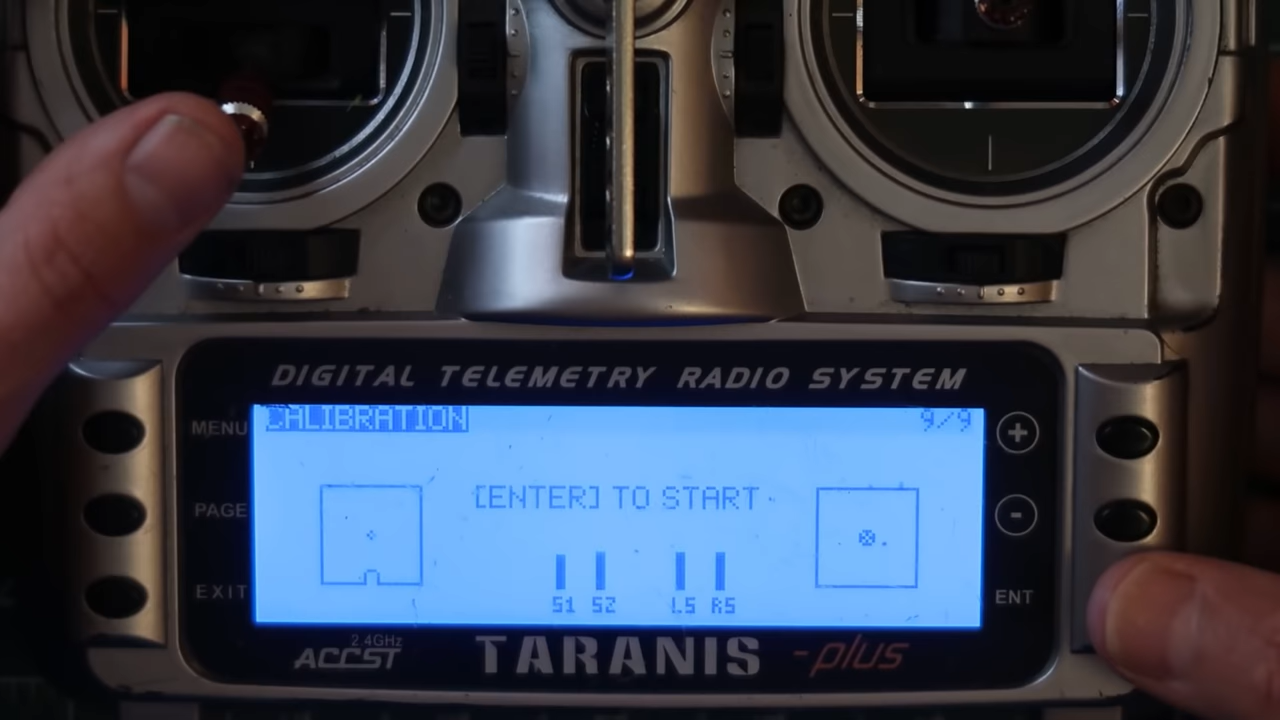 DIGITAL TELEMETRY RADIO SYSTEM
MENU
CALIBRATION
9/9
+
PAGE
[ENTER] TO START
-
EXIT
S1 S2 LS RS
ENT
2.4GHz
ACCST
TARANIS -plus